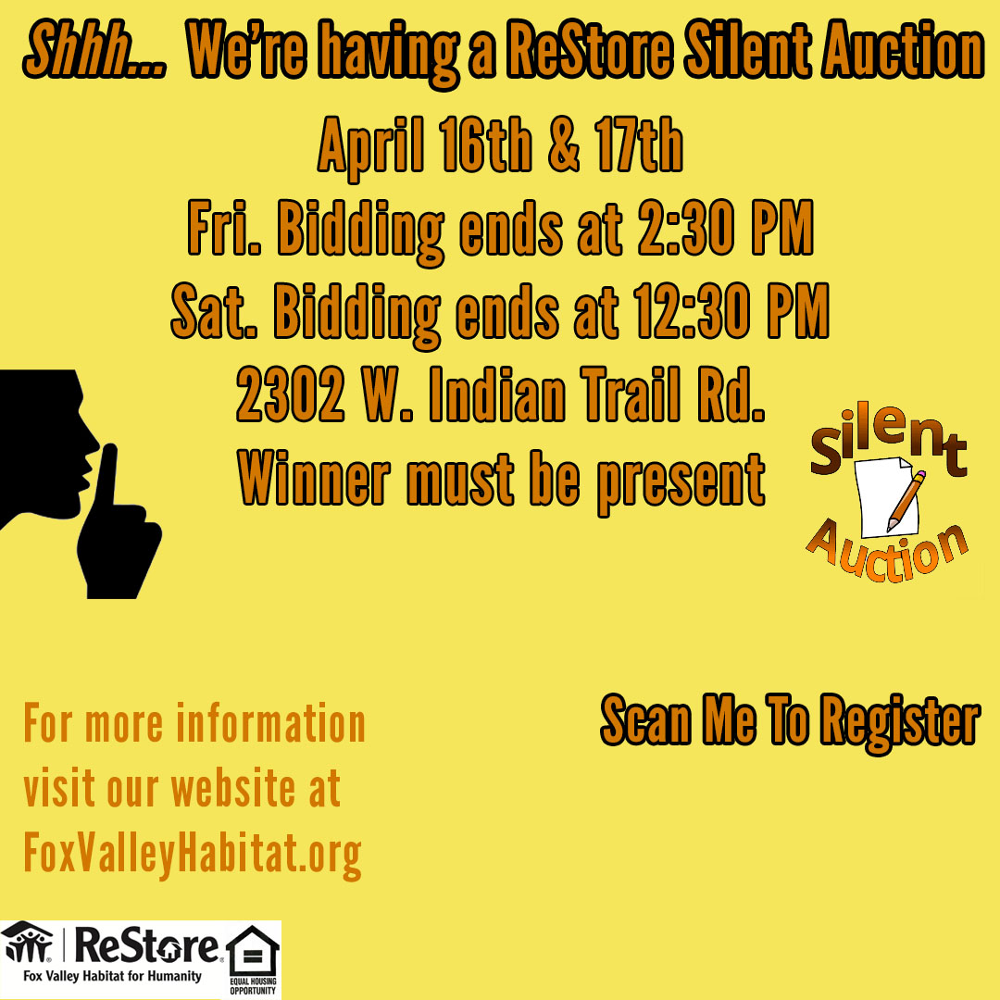 Shhh... We're having a ReStore Silent Auction
April 16th & 17th
Fri. Bidding ends at 2:30 PM
Sat. Bidding ends at 12:30 PM
2302 W. Indian Trail Rd.
Winner must be present
Silent
Auction
Scan Me To Register
For more information
visit our website at
FoxValleyHabitat.org
ReStore®
Fox Valley Habitat for Humanity
EQUAL HOUSING
OPPORTUNITY